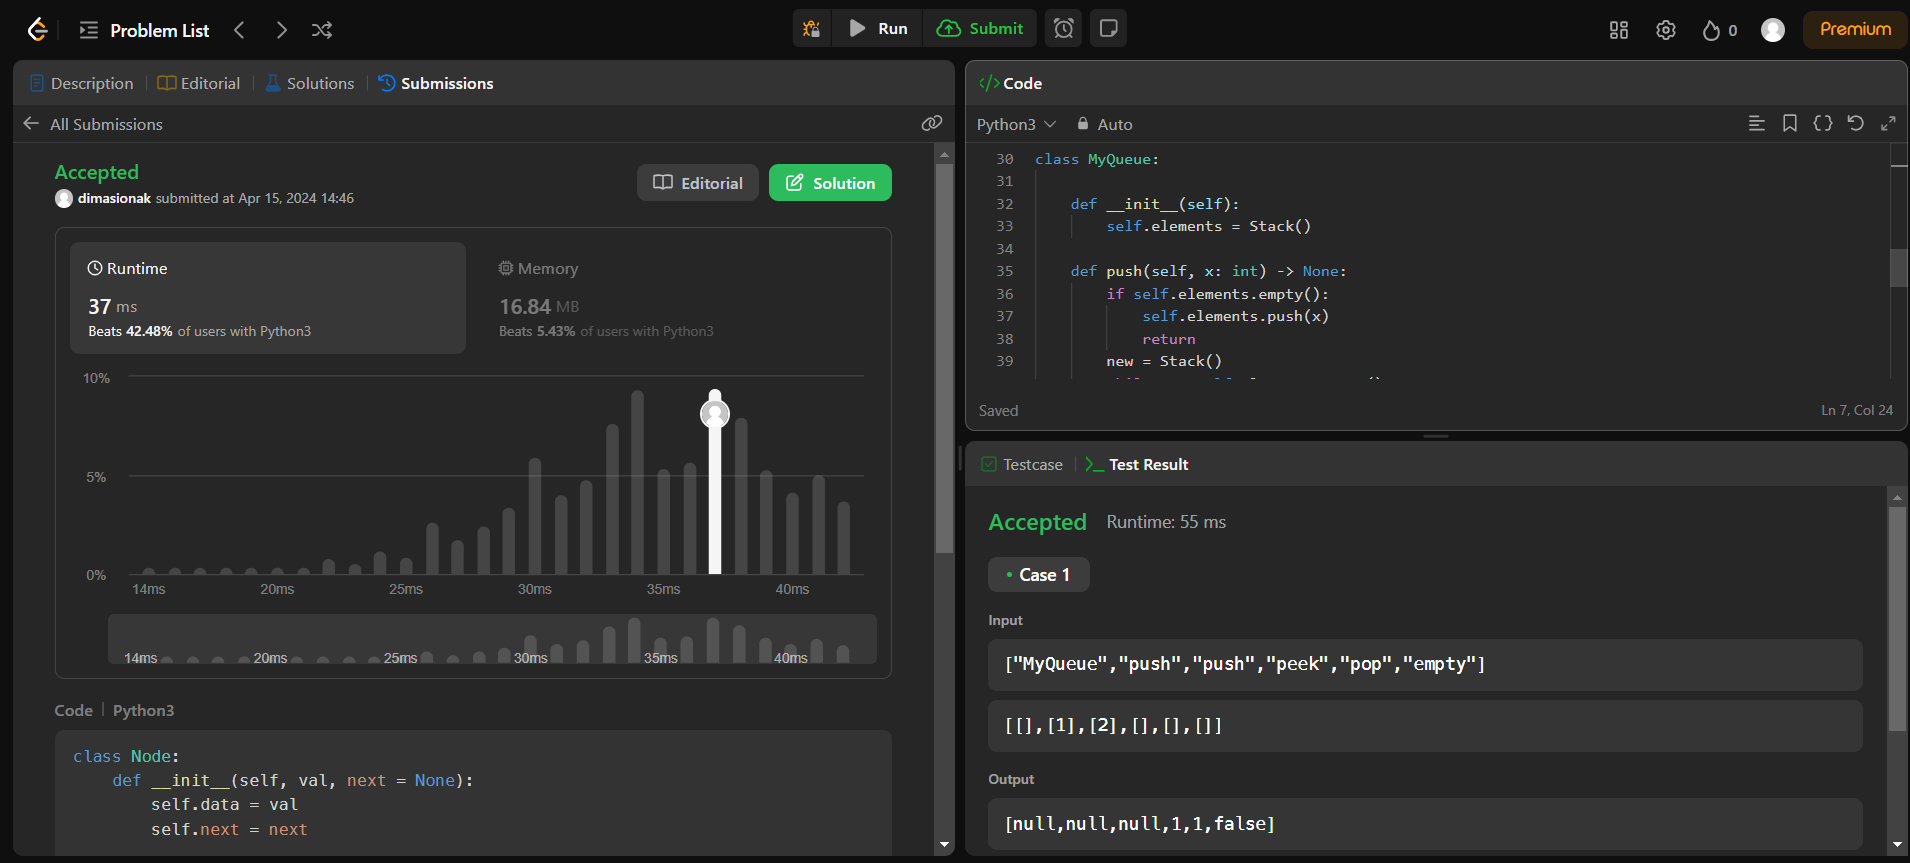 Problem List
Run
Submit
0
Premium
Description
Editorial
Solutions
Submissions
All Submissions
Accepted
dimasionak submitted at Apr 15, 2024 14:46
Editorial
Solution
Runtime
37 ms
Beats 42.48% of users with Python3
Memory
16.84 MB
Beats 5.43% of users with Python3
10%
5%
0%
14ms 20ms 25ms 30ms 35ms 40ms
14ms 20ms 25ms 30ms 35ms 40ms
Code | Python3
class Node:
    def __init__(self, val, next = None):
        self.data = val
        self.next = next
</> Code
Python3
Auto
30 class MyQueue:
31
32     def __init__(self):
33         self.elements = Stack()
34
35     def push(self, x: int) -> None:
36         if self.elements.empty():
37             self.elements.push(x)
38             return
39         new = Stack()
Saved
Ln 7, Col 24
Testcase
Test Result
Accepted Runtime: 55 ms
• Case 1
Input
["MyQueue","push","push","peek","pop","empty"]
[[],[1],[2],[],[],[]]
Output
[null,null,null,1,1,false]